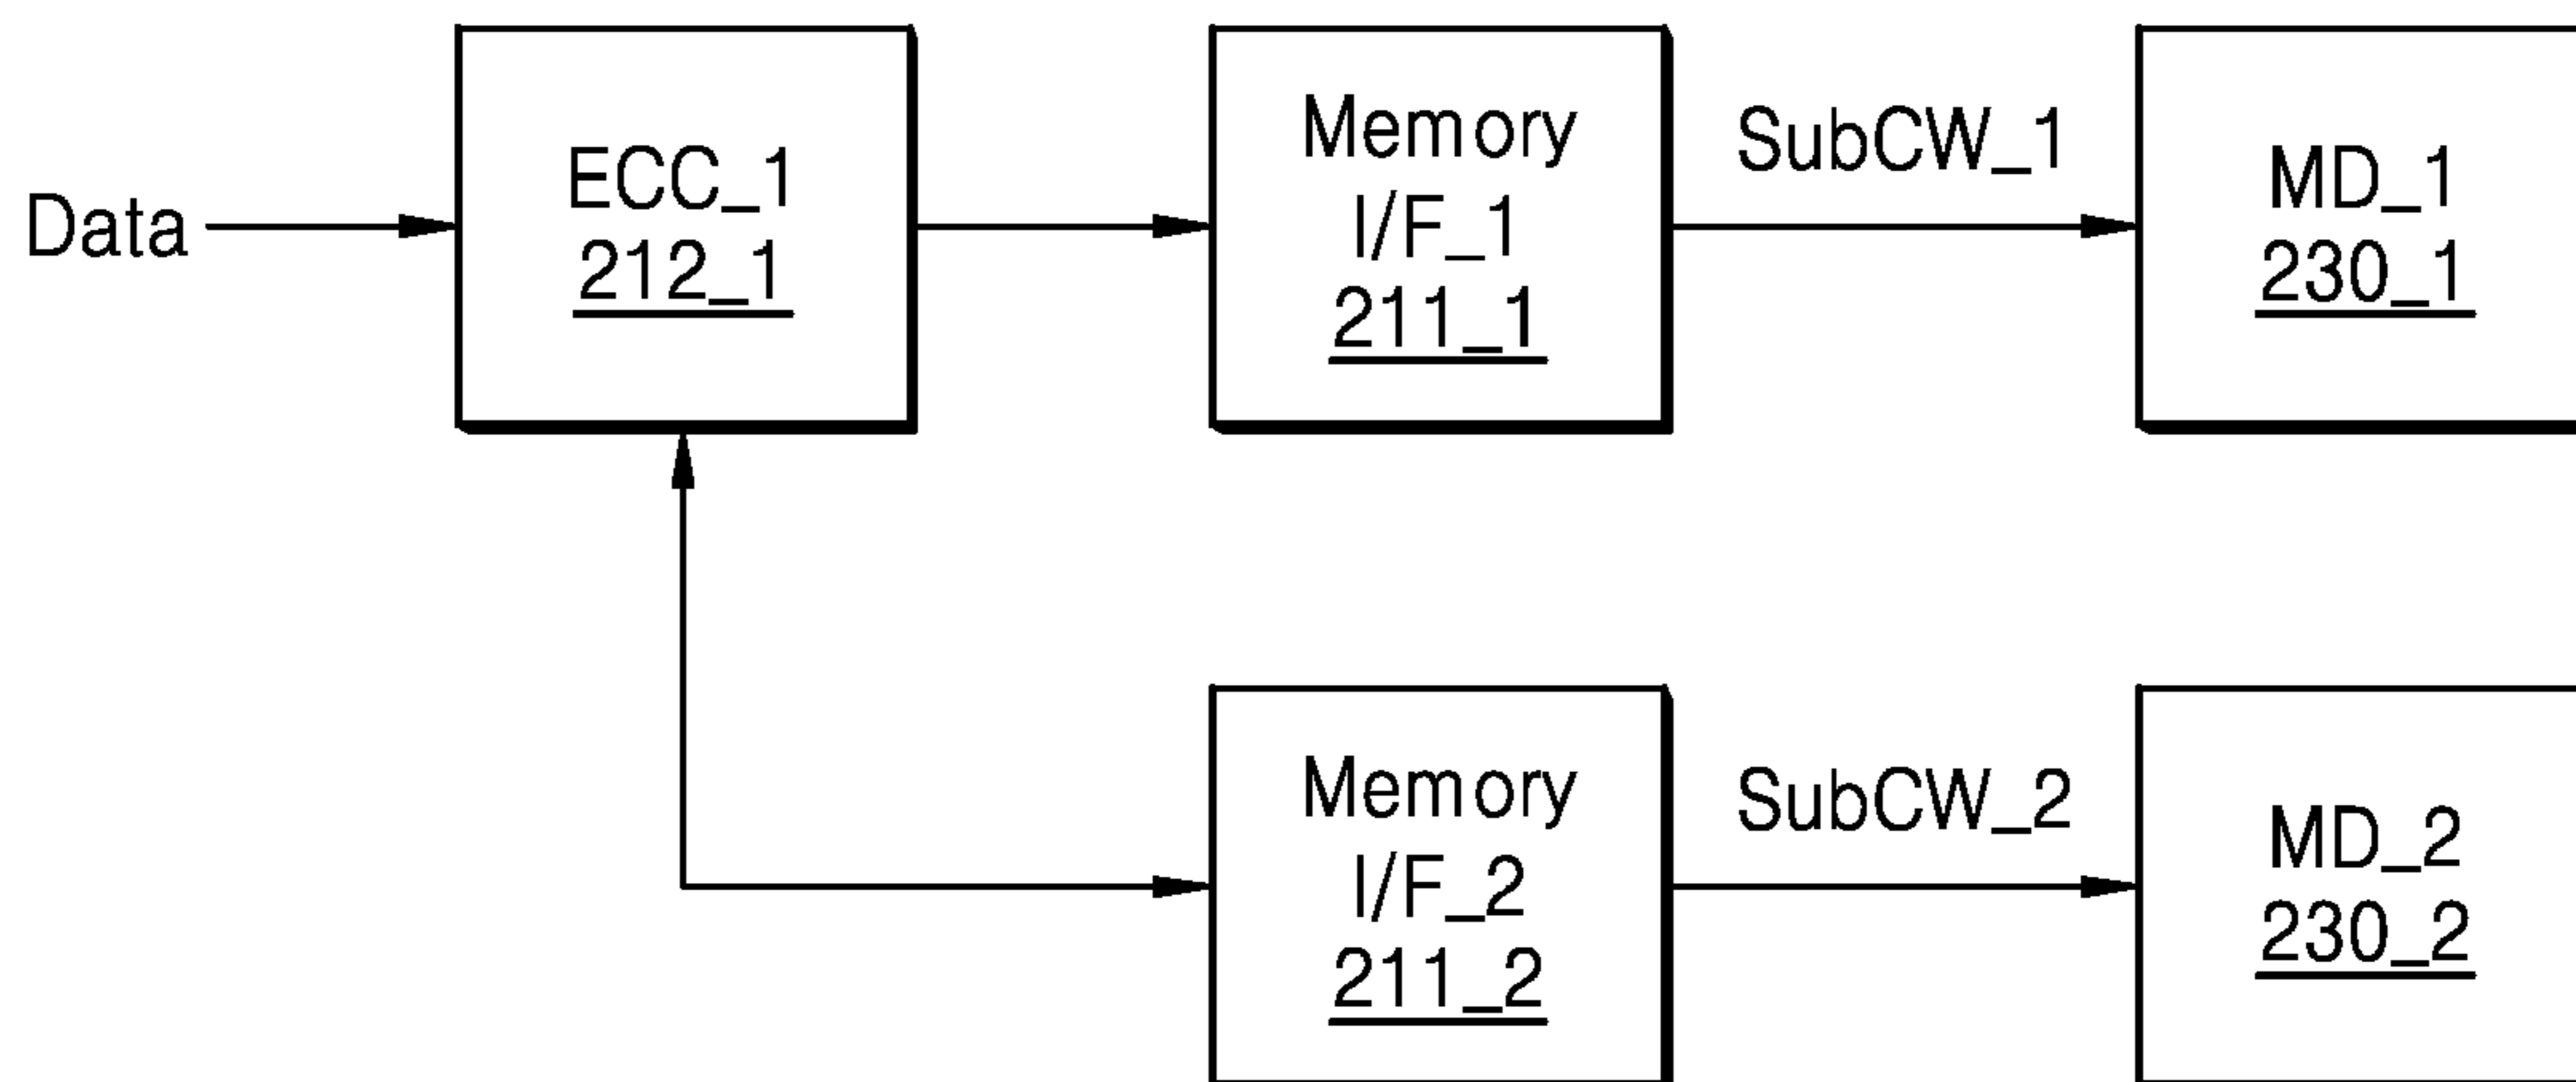 Data
ECC_1
212_1
Memory
I/F_1
211_1
SubCW_1
MD_1
230_1
Memory
I/F_2
211_2
SubCW_2
MD_2
230_2